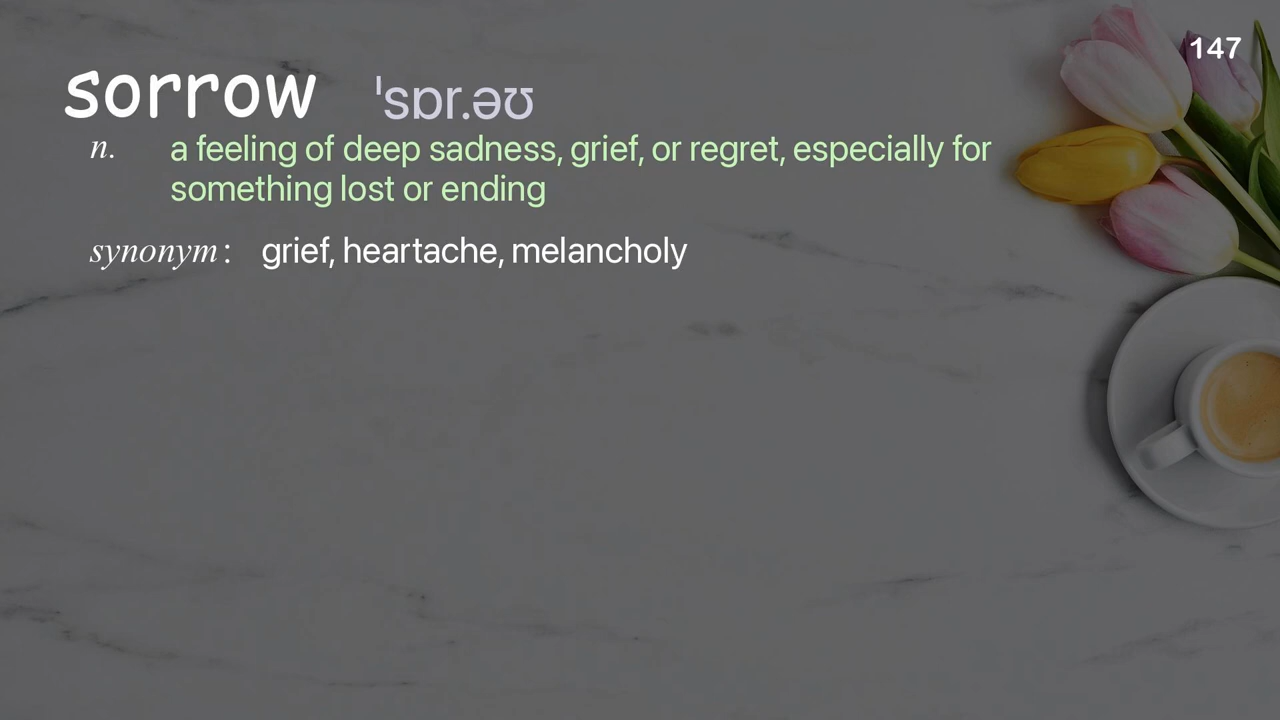 147
sorrow ˈsɒr.əʊ
n. a feeling of deep sadness, grief, or regret, especially for
something lost or ending
synonym: grief, heartache, melancholy